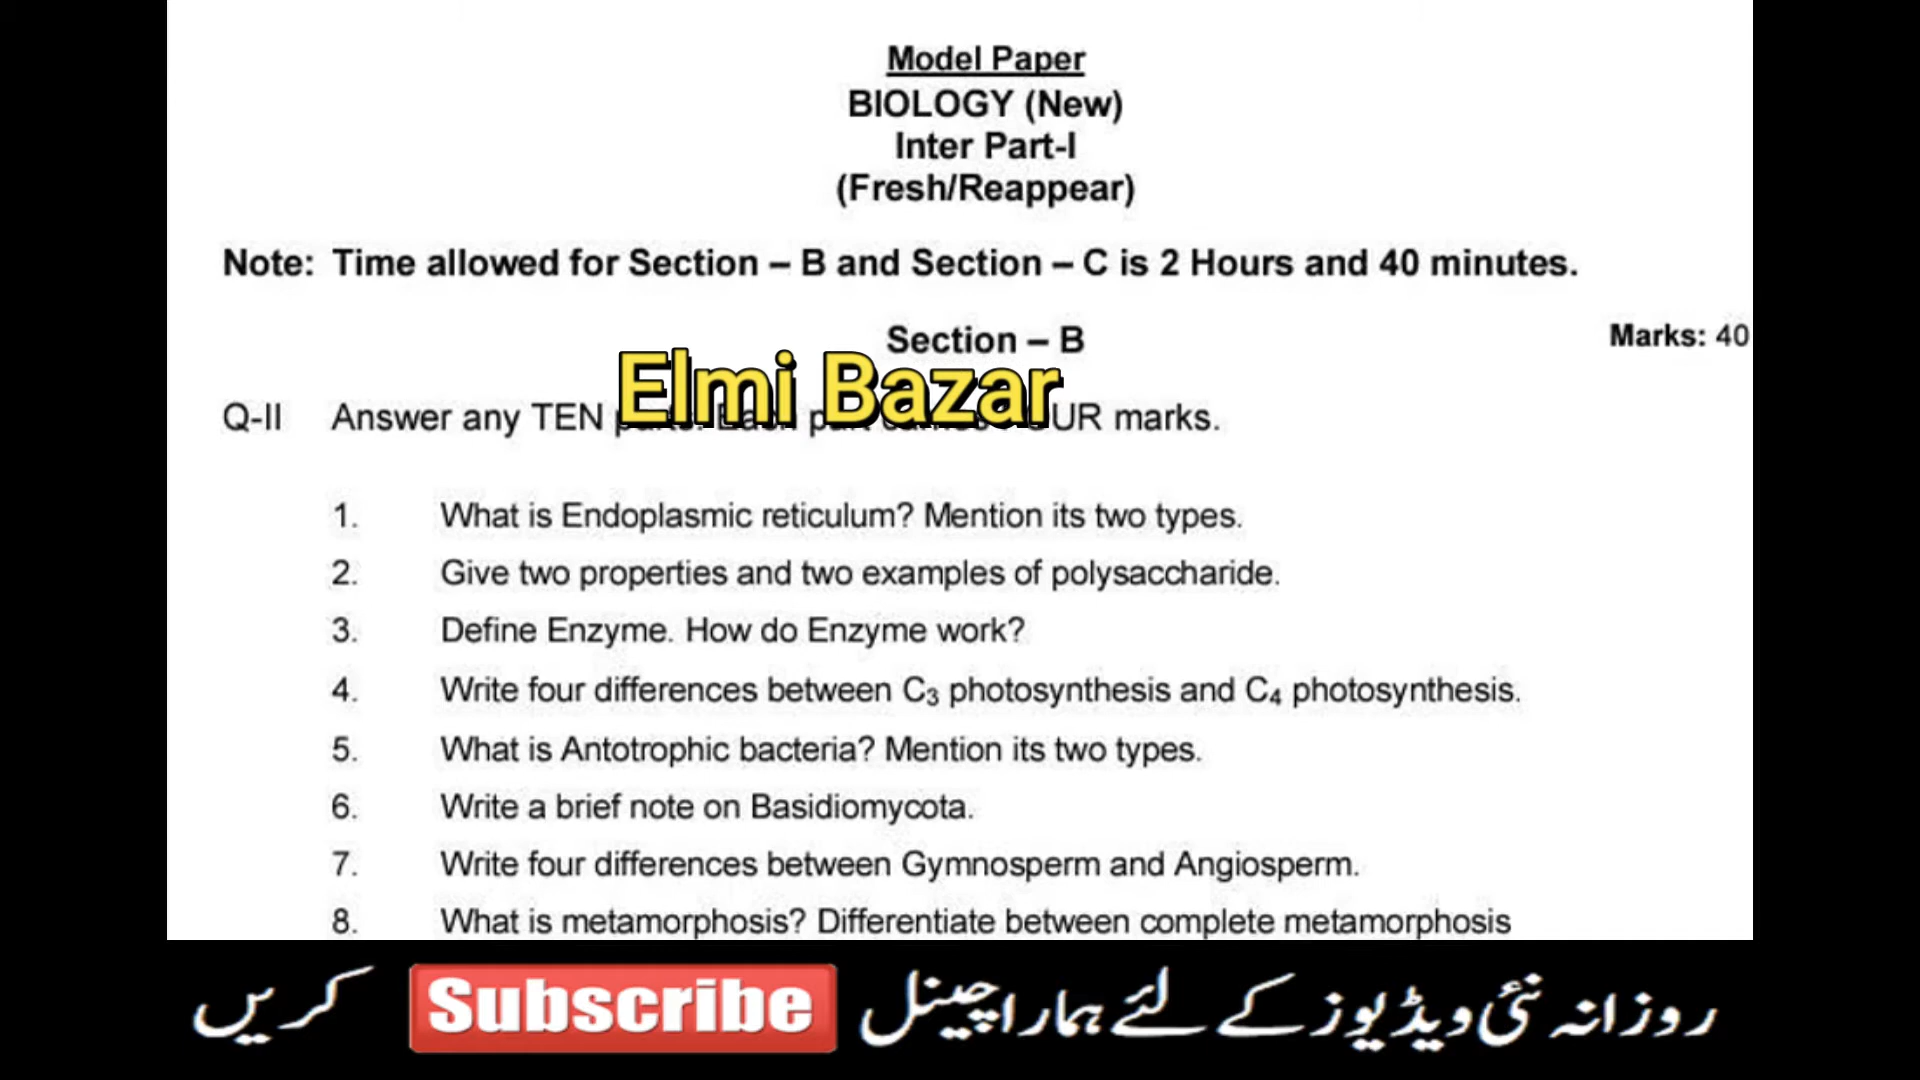 Model Paper
BIOLOGY (New)
Inter Part-I
(Fresh/Reappear)
Note: Time allowed for Section – B and Section – C is 2 Hours and 40 minutes.
Section – B
Marks: 40
Elmi Bazar
Q-II Answer any TEN parts. Each part carries FOUR marks.
1. What is Endoplasmic reticulum? Mention its two types.
2. Give two properties and two examples of polysaccharide.
3. Define Enzyme. How do Enzyme work?
4. Write four differences between C₃ photosynthesis and C₄ photosynthesis.
5. What is Antotrophic bacteria? Mention its two types.
6. Write a brief note on Basidiomycota.
7. Write four differences between Gymnosperm and Angiosperm.
8. What is metamorphosis? Differentiate between complete metamorphosis
روزانہ نئی ویڈیوز کے لئے ہمارا چینل Subscribe کریں